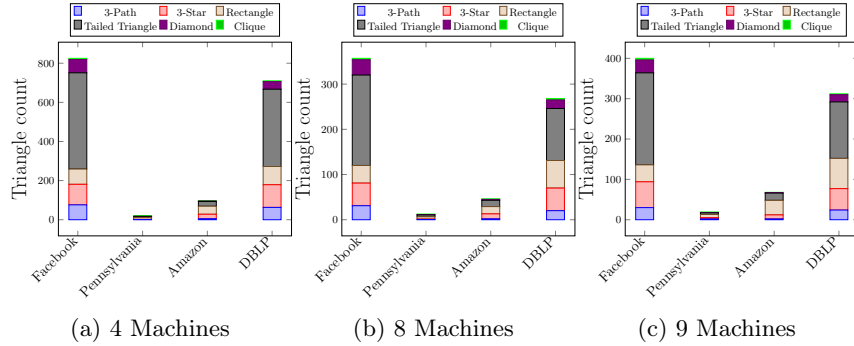 3-Path 3-Star Rectangle
Tailed Triangle Diamond Clique
Triangle count
800
600
400
200
0
Facebook
Pennsylvania
Amazon
DBLP
(a) 4 Machines
3-Path 3-Star Rectangle
Tailed Triangle Diamond Clique
Triangle count
300
200
100
0
Facebook
Pennsylvania
Amazon
DBLP
(b) 8 Machines
3-Path 3-Star Rectangle
Tailed Triangle Diamond Clique
Triangle count
400
300
200
100
0
Facebook
Pennsylvania
Amazon
DBLP
(c) 9 Machines